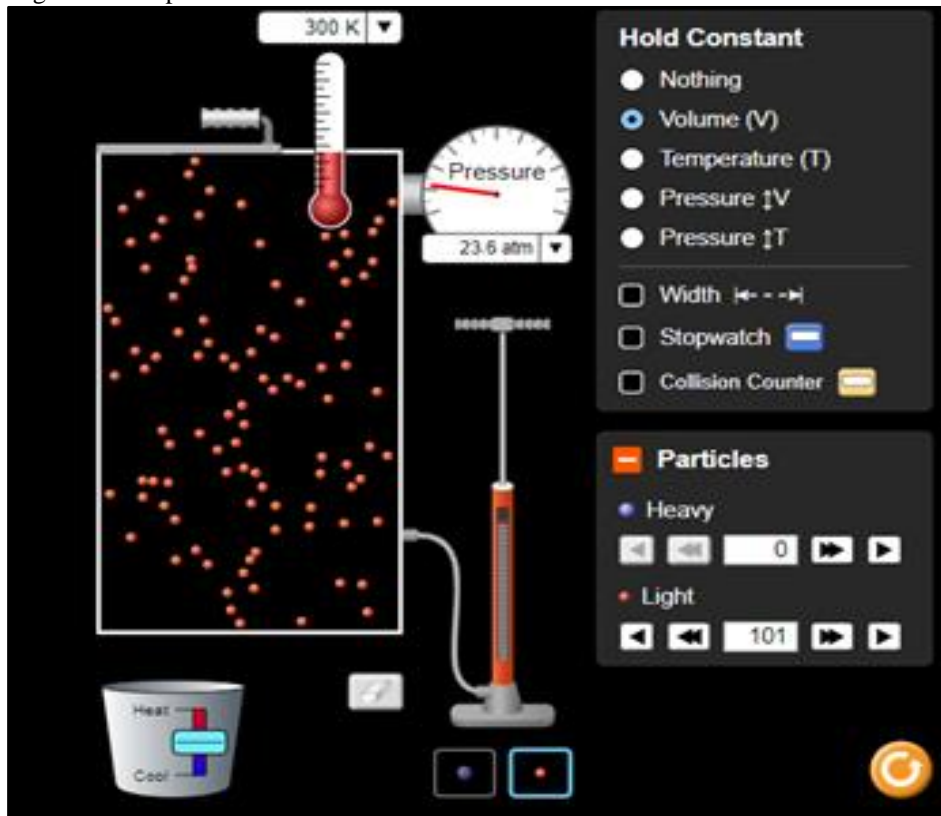 300 K
Hold Constant
Nothing
Volume (V)
Temperature (T)
Pressure ↕V
Pressure ↕T
Pressure
23.6 atm
Width
Stopwatch
Collision Counter
Particles
Heavy
0
Light
101
Heat
Cool